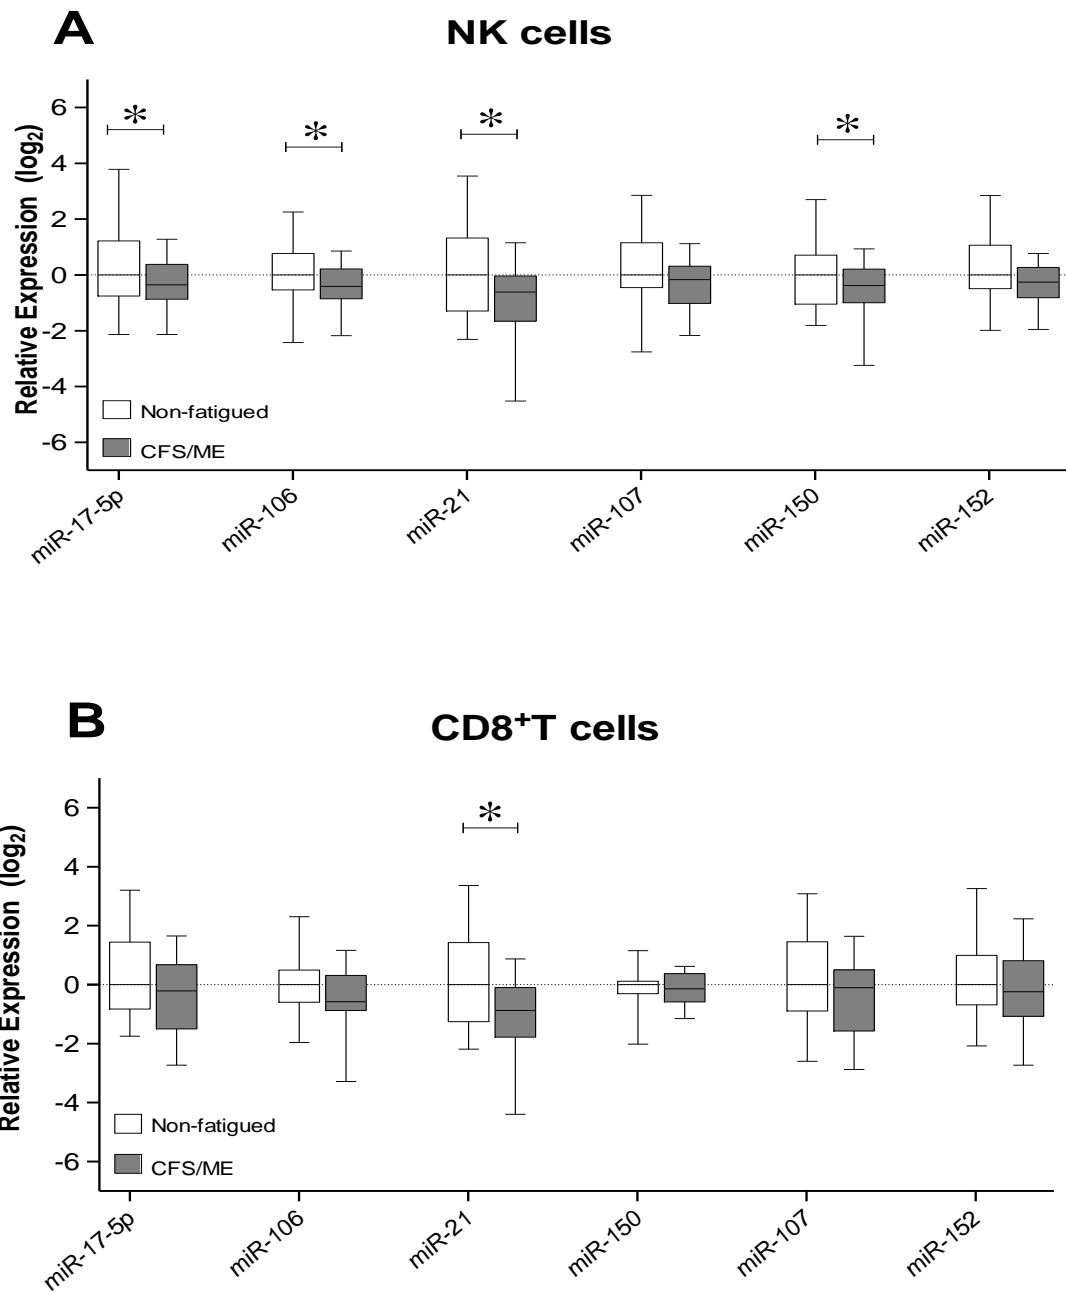 A
NK cells
Relative Expression (log2)
6
4
2
0
-2
-4
-6
*
*
*
*
Non-fatigued
CFS/ME
miR-17-5p
miR-106
miR-21
miR-107
miR-150
miR-152
B
CD8+T cells
Relative Expression (log2)
6
4
2
0
-2
-4
-6
*
Non-fatigued
CFS/ME
miR-17-5p
miR-106
miR-21
miR-150
miR-107
miR-152